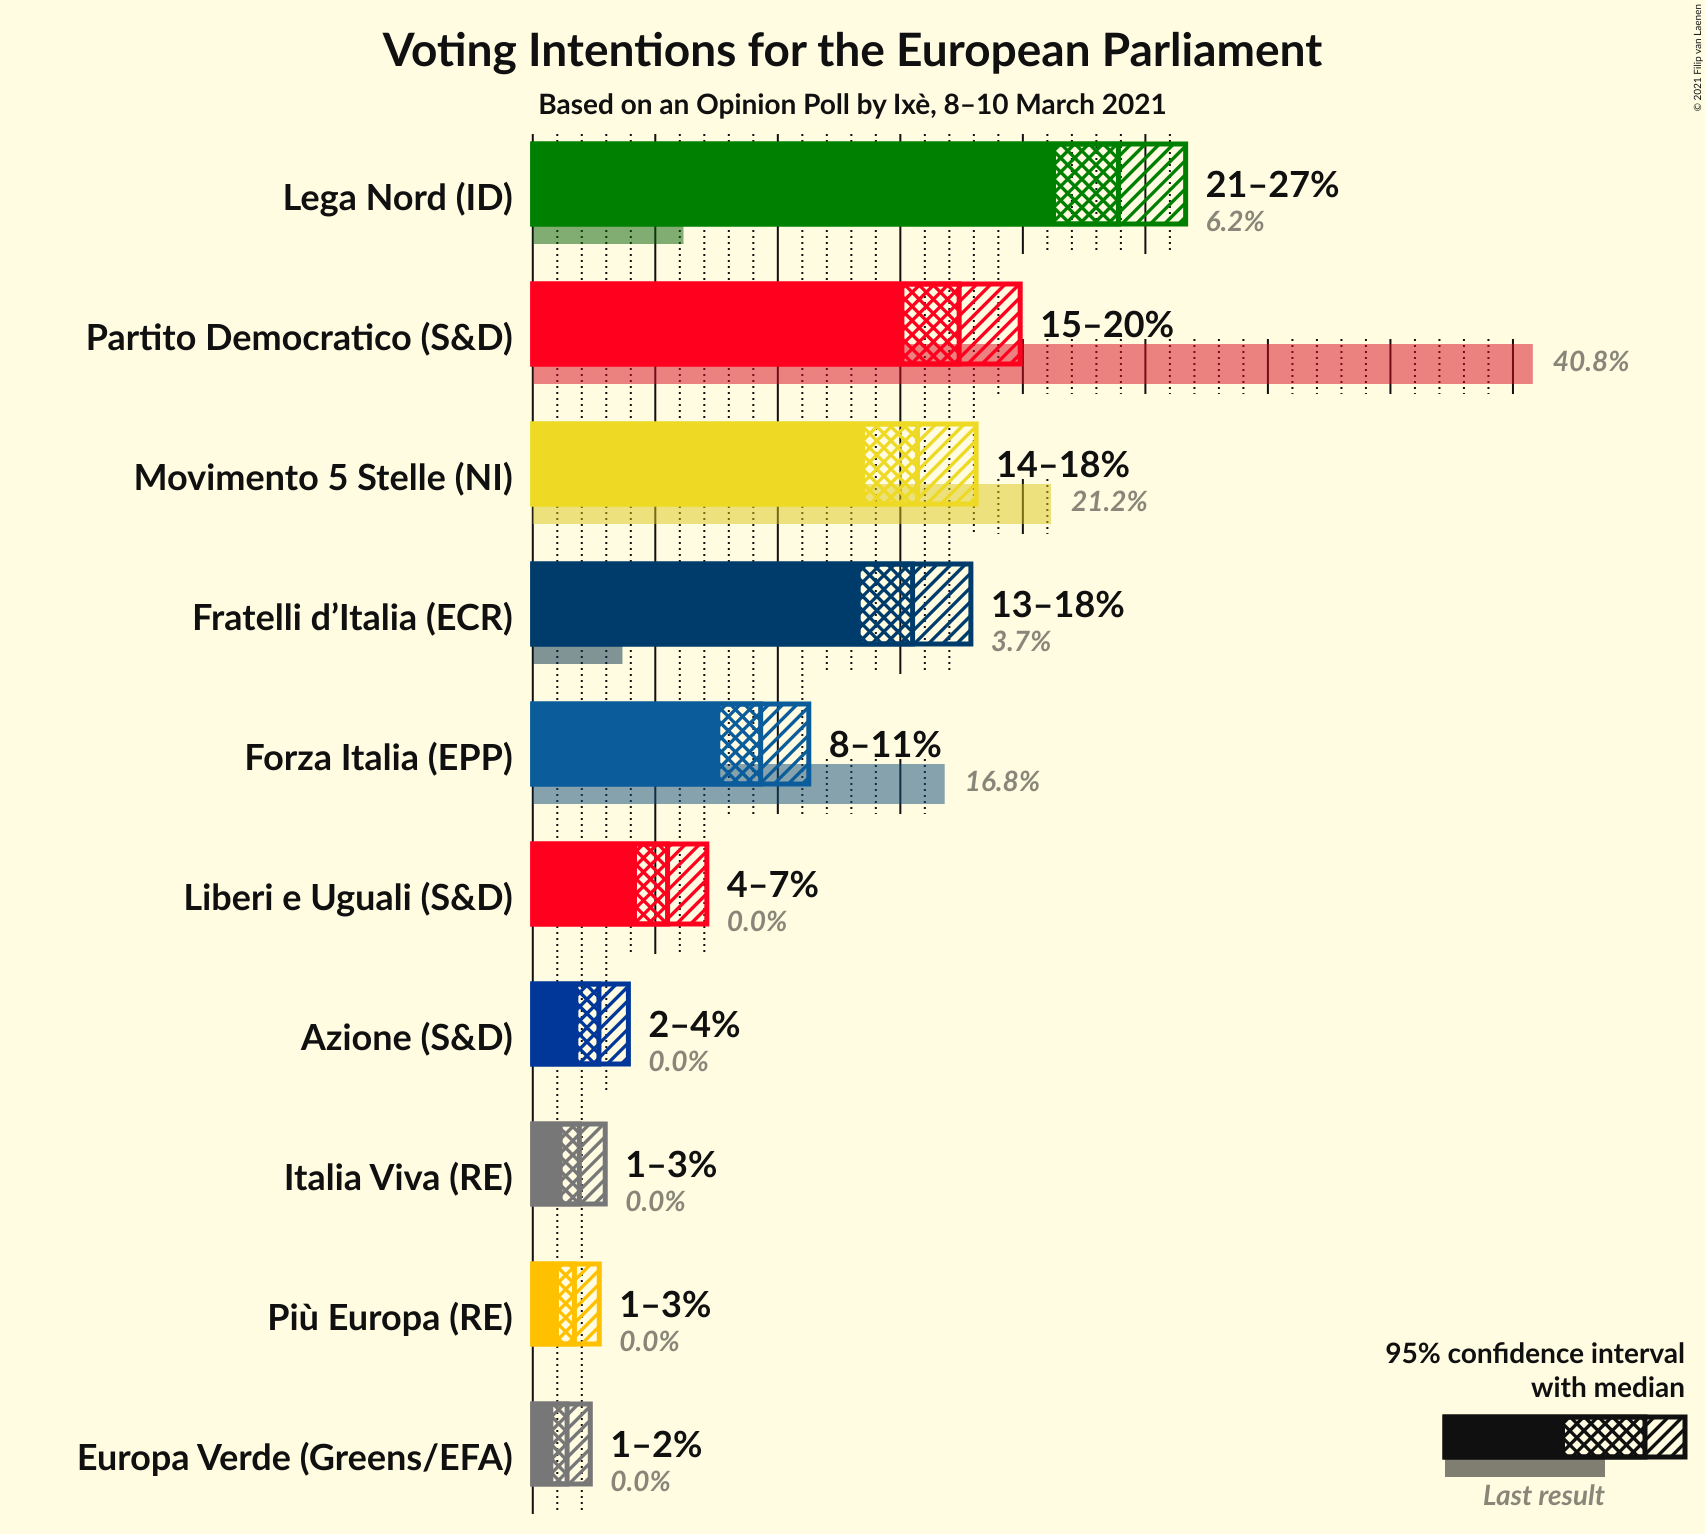 Voting Intentions for the European Parliament
Based on an Opinion Poll by Ixè, 8–10 March 2021
© 2021 Filip van Laenen
Lega Nord (ID)
21–27%
6.2%
Partito Democratico (S&D)
15–20%
40.8%
Movimento 5 Stelle (NI)
14–18%
21.2%
Fratelli d’Italia (ECR)
13–18%
3.7%
Forza Italia (EPP)
8–11%
16.8%
Liberi e Uguali (S&D)
4–7%
0.0%
Azione (S&D)
2–4%
0.0%
Italia Viva (RE)
1–3%
0.0%
Più Europa (RE)
1–3%
0.0%
Europa Verde (Greens/EFA)
1–2%
0.0%
95% confidence interval
with median
Last result